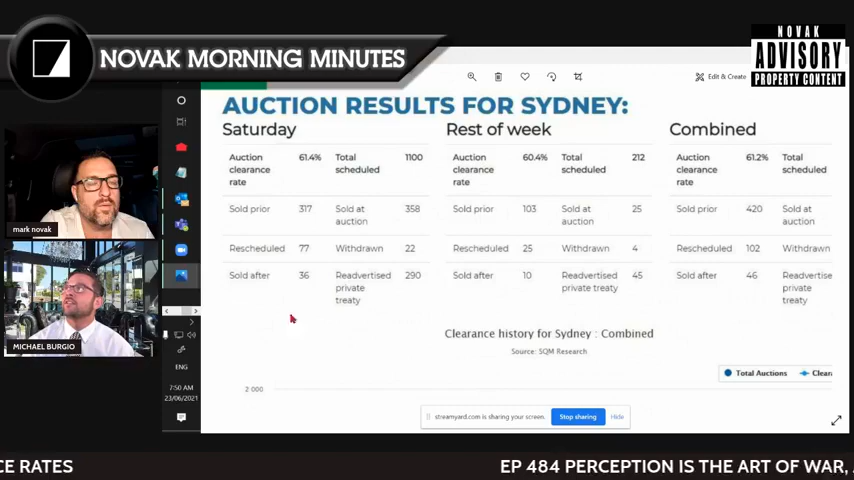 NOVAK MORNING MINUTES
NOVAK
ADVISORY
PROPERTY CONTENT
Edit & Create
AUCTION RESULTS FOR SYDNEY:
Saturday
Rest of week
Combined
Auction clearance rate 61.4% Total scheduled 1100
Auction clearance rate 60.4% Total scheduled 212
Auction clearance rate 61.2% Total scheduled
Sold prior 317 Sold at auction 358
Sold prior 103 Sold at auction 25
Sold prior 420 Sold at auction
Rescheduled 77 Withdrawn 22
Rescheduled 25 Withdrawn 4
Rescheduled 102 Withdrawn
Sold after 36 Readvertised private treaty 290
Sold after 10 Readvertised private treaty 45
Sold after 46 Readvertise private treaty
mark novak
MICHAEL BURGIO
Clearance history for Sydney : Combined
Source: SQM Research
Total Auctions Clear
2 000
ENG
7:50 AM
23/06/2021
streamyard.com is sharing your screen. Stop sharing Hide
CE RATES
EP 484 PERCEPTION IS THE ART OF WAR,